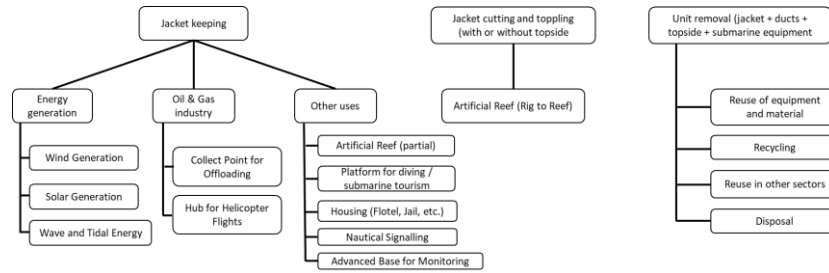 Jacket keeping
Jacket cutting and toppling
(with or without topside
Unit removal (jacket + ducts +
topside + submarine equipment
Energy
generation
Oil & Gas
industry
Other uses
Artificial Reef (Rig to Reef)
Wind Generation
Solar Generation
Wave and Tidal Energy
Collect Point for
Offloading
Hub for Helicopter
Flights
Artificial Reef (partial)
Platform for diving /
submarine tourism
Housing (Flotel, Jail, etc.)
Nautical Signalling
Advanced Base for Monitoring
Reuse of equipment
and material
Recycling
Reuse in other sectors
Disposal